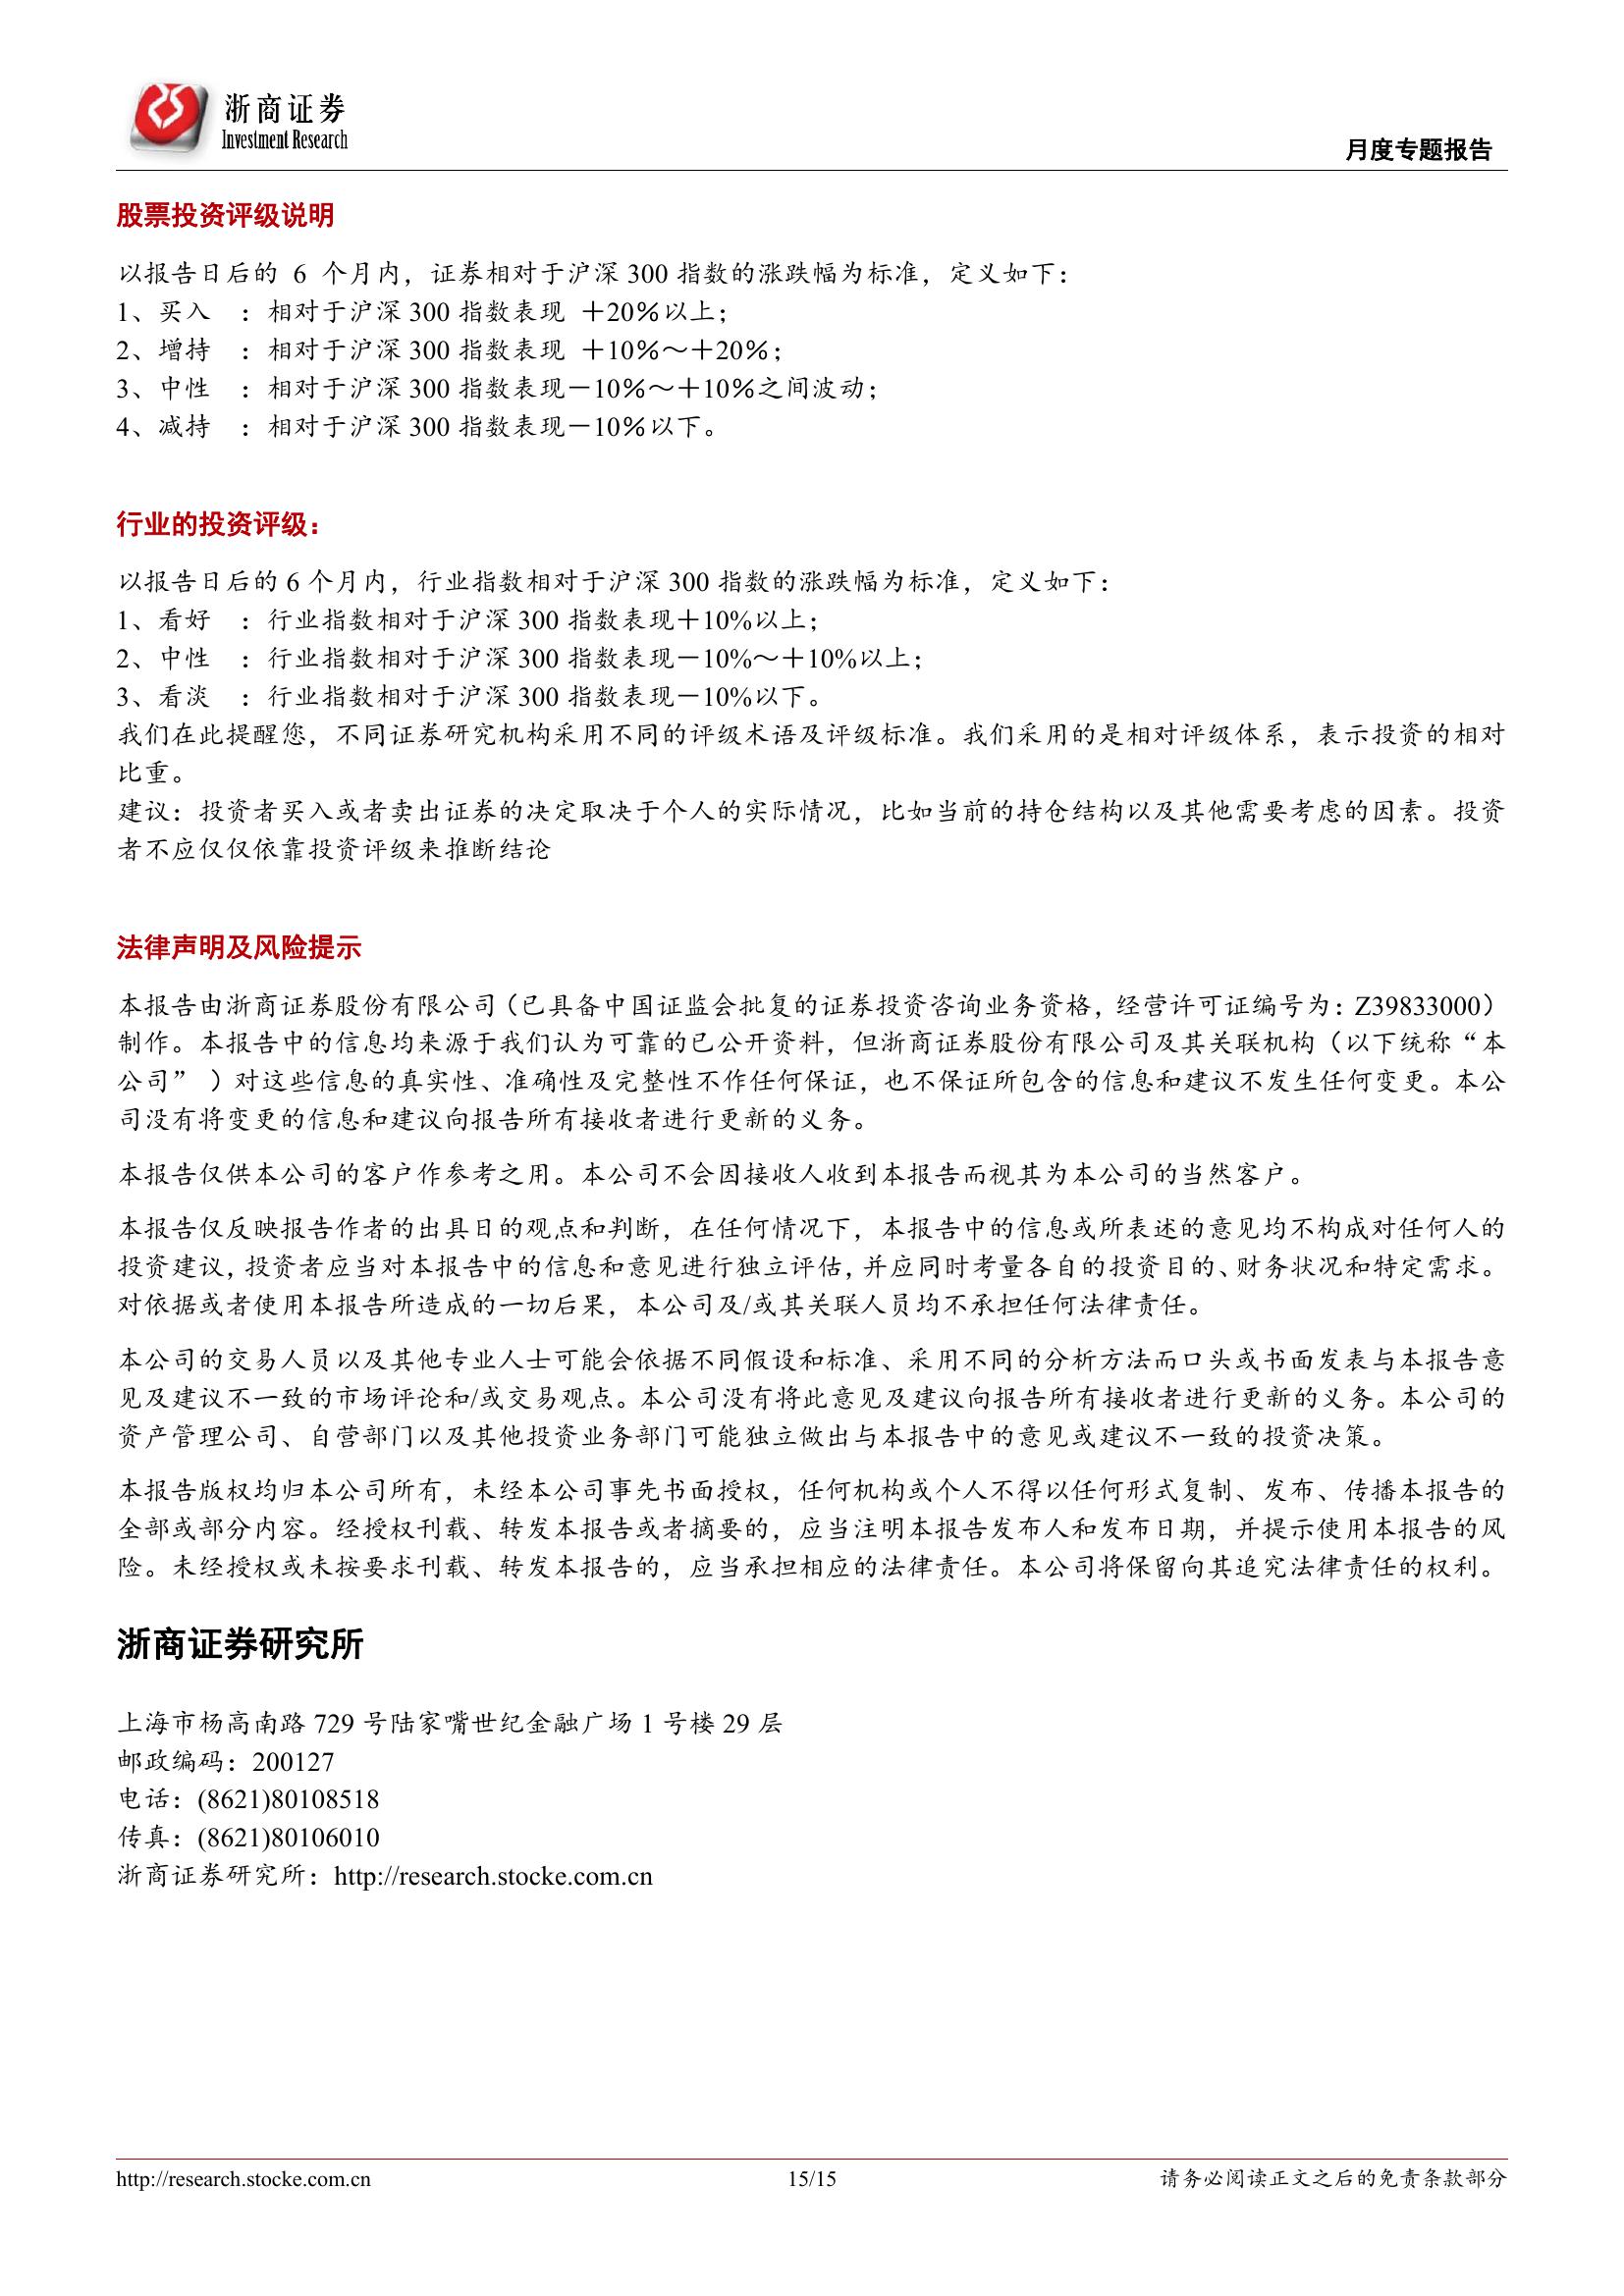 浙商证券
Investment Research
月度专题报告
股票投资评级说明
以报告日后的 6 个月内，证券相对于沪深 300 指数的涨跌幅为标准，定义如下：
1、买入 ：相对于沪深 300 指数表现 ＋20％以上；
2、增持 ：相对于沪深 300 指数表现 ＋10％～＋20％；
3、中性 ：相对于沪深 300 指数表现－10％～＋10％之间波动；
4、减持 ：相对于沪深 300 指数表现－10％以下。
行业的投资评级：
以报告日后的 6 个月内，行业指数相对于沪深 300 指数的涨跌幅为标准，定义如下：
1、看好 ：行业指数相对于沪深 300 指数表现＋10%以上；
2、中性 ：行业指数相对于沪深 300 指数表现－10%～＋10%以上；
3、看淡 ：行业指数相对于沪深 300 指数表现－10%以下。
我们在此提醒您，不同证券研究机构采用不同的评级术语及评级标准。我们采用的是相对评级体系，表示投资的相对
比重。
建议：投资者买入或者卖出证券的决定取决于个人的实际情况，比如当前的持仓结构以及其他需要考虑的因素。投资
者不应仅仅依靠投资评级来推断结论
法律声明及风险提示
本报告由浙商证券股份有限公司（已具备中国证监会批复的证券投资咨询业务资格，经营许可证编号为：Z39833000）
制作。本报告中的信息均来源于我们认为可靠的已公开资料，但浙商证券股份有限公司及其关联机构（以下统称“本
公司” ）对这些信息的真实性、准确性及完整性不作任何保证，也不保证所包含的信息和建议不发生任何变更。本公
司没有将变更的信息和建议向报告所有接收者进行更新的义务。
本报告仅供本公司的客户作参考之用。本公司不会因接收人收到本报告而视其为本公司的当然客户。
本报告仅反映报告作者的出具日的观点和判断，在任何情况下，本报告中的信息或所表述的意见均不构成对任何人的
投资建议，投资者应当对本报告中的信息和意见进行独立评估，并应同时考量各自的投资目的、财务状况和特定需求。
对依据或者使用本报告所造成的一切后果，本公司及/或其关联人员均不承担任何法律责任。
本公司的交易人员以及其他专业人士可能会依据不同假设和标准、采用不同的分析方法而口头或书面发表与本报告意
见及建议不一致的市场评论和/或交易观点。本公司没有将此意见及建议向报告所有接收者进行更新的义务。本公司的
资产管理公司、自营部门以及其他投资业务部门可能独立做出与本报告中的意见或建议不一致的投资决策。
本报告版权均归本公司所有，未经本公司事先书面授权，任何机构或个人不得以任何形式复制、发布、传播本报告的
全部或部分内容。经授权刊载、转发本报告或者摘要的，应当注明本报告发布人和发布日期，并提示使用本报告的风
险。未经授权或未按要求刊载、转发本报告的，应当承担相应的法律责任。本公司将保留向其追究法律责任的权利。
浙商证券研究所
上海市杨高南路 729 号陆家嘴世纪金融广场 1 号楼 29 层
邮政编码：200127
电话：(8621)80108518
传真：(8621)80106010
浙商证券研究所：http://research.stocke.com.cn
http://research.stocke.com.cn
15/15
请务必阅读正文之后的免责条款部分